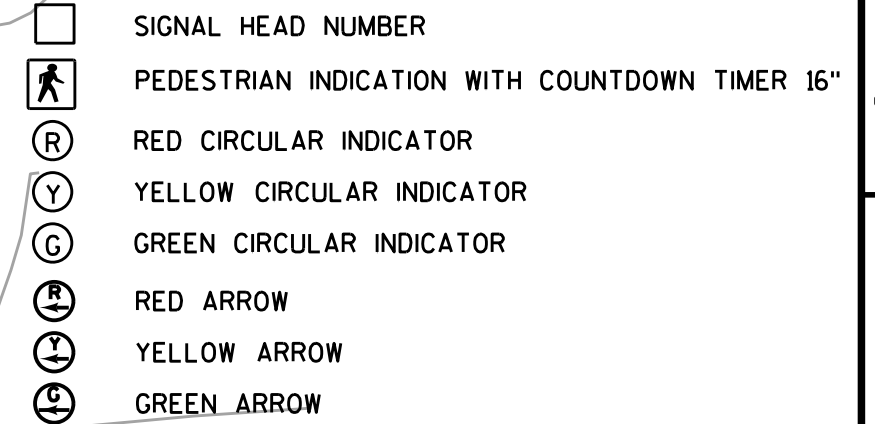 SIGNAL HEAD NUMBER
PEDESTRIAN INDICATION WITH COUNTDOWN TIMER 16"
R RED CIRCULAR INDICATOR
Y YELLOW CIRCULAR INDICATOR
G GREEN CIRCULAR INDICATOR
R RED ARROW
Y YELLOW ARROW
G GREEN ARROW